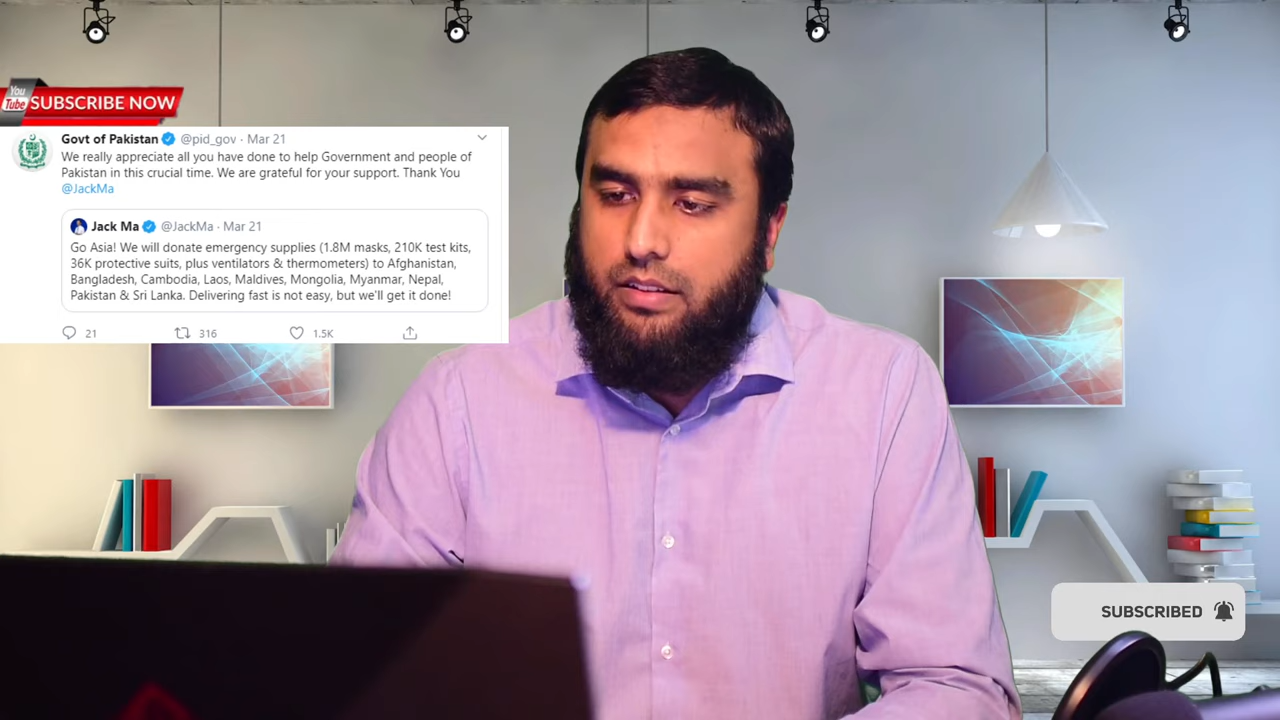 You
Tube
SUBSCRIBE NOW
Govt of Pakistan @pid_gov · Mar 21
We really appreciate all you have done to help Government and people of
Pakistan in this crucial time. We are grateful for your support. Thank You
@JackMa
Jack Ma @JackMa · Mar 21
Go Asia! We will donate emergency supplies (1.8M masks, 210K test kits,
36K protective suits, plus ventilators & thermometers) to Afghanistan,
Bangladesh, Cambodia, Laos, Maldives, Mongolia, Myanmar, Nepal,
Pakistan & Sri Lanka. Delivering fast is not easy, but we'll get it done!
21 316 1.5K
SUBSCRIBED